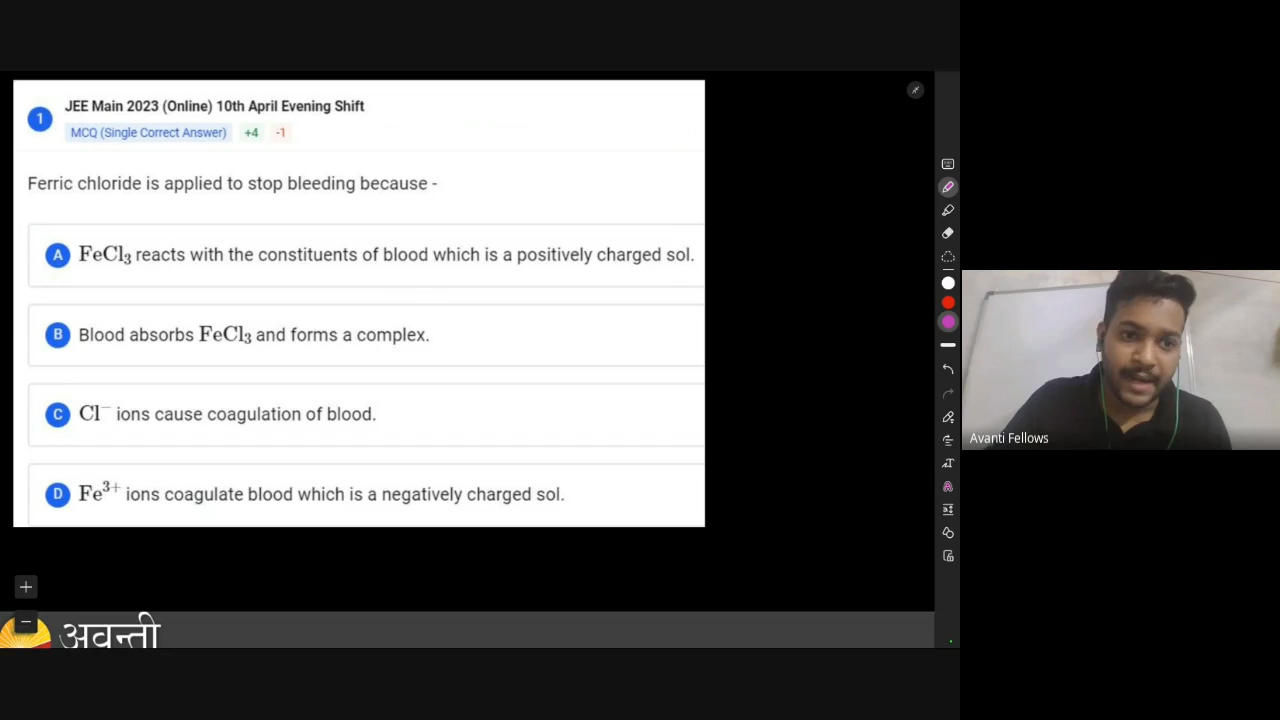 1
JEE Main 2023 (Online) 10th April Evening Shift
MCQ (Single Correct Answer) +4 -1
Ferric chloride is applied to stop bleeding because -
A FeCl₃ reacts with the constituents of blood which is a positively charged sol.
B Blood absorbs FeCl₃ and forms a complex.
C Cl⁻ ions cause coagulation of blood.
D Fe³⁺ ions coagulate blood which is a negatively charged sol.
Avanti Fellows
अवन्ती